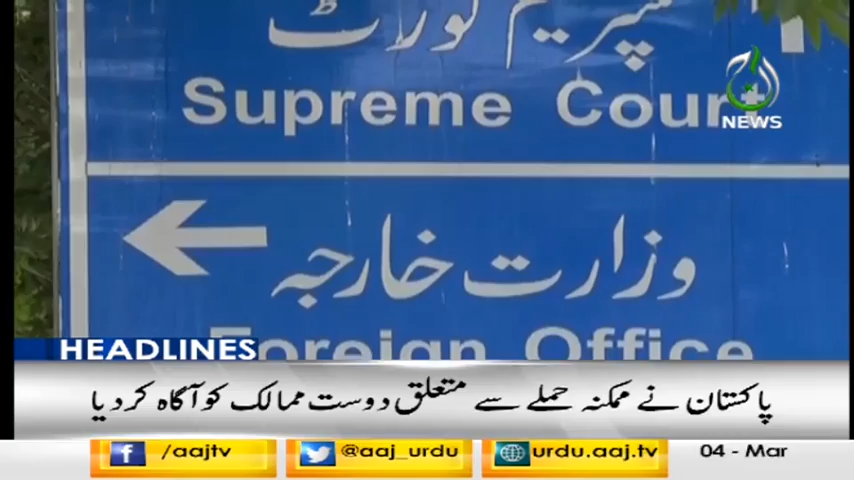 سپریم کورٹ
Supreme Court
NEWS
وزارت خارجہ
Foreign Office
HEADLINES
پاکستان نے ممکنہ حملے سے متعلق دوست ممالک کو آگاہ کر دیا
f /aajtv @aaj_urdu urdu.aaj.tv 04 - Mar